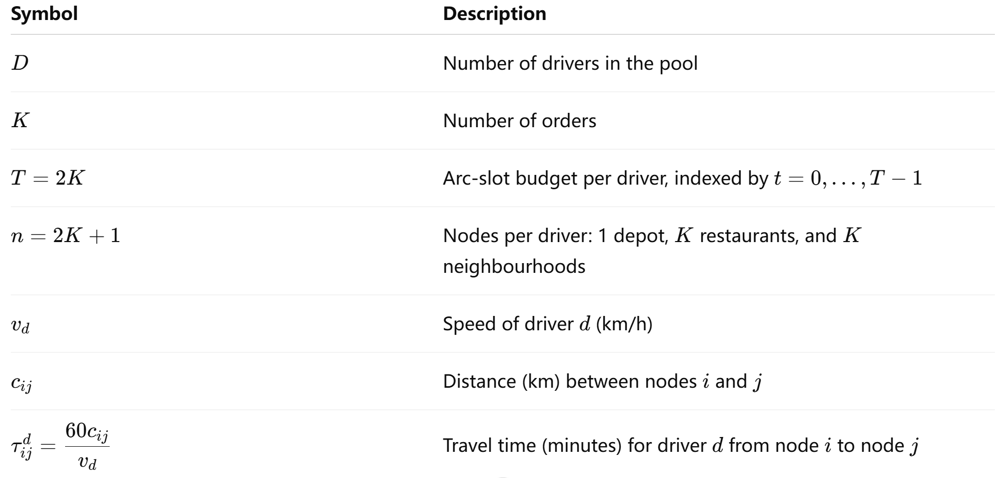 Symbol Description
D Number of drivers in the pool
K Number of orders
T = 2K Arc-slot budget per driver, indexed by t = 0, . . . , T − 1
n = 2K + 1 Nodes per driver: 1 depot, K restaurants, and K
neighbourhoods
v_d Speed of driver d (km/h)
c_{ij} Distance (km) between nodes i and j
τ_{ij}^d = \frac{60c_{ij}}{v_d} Travel time (minutes) for driver d from node i to node j